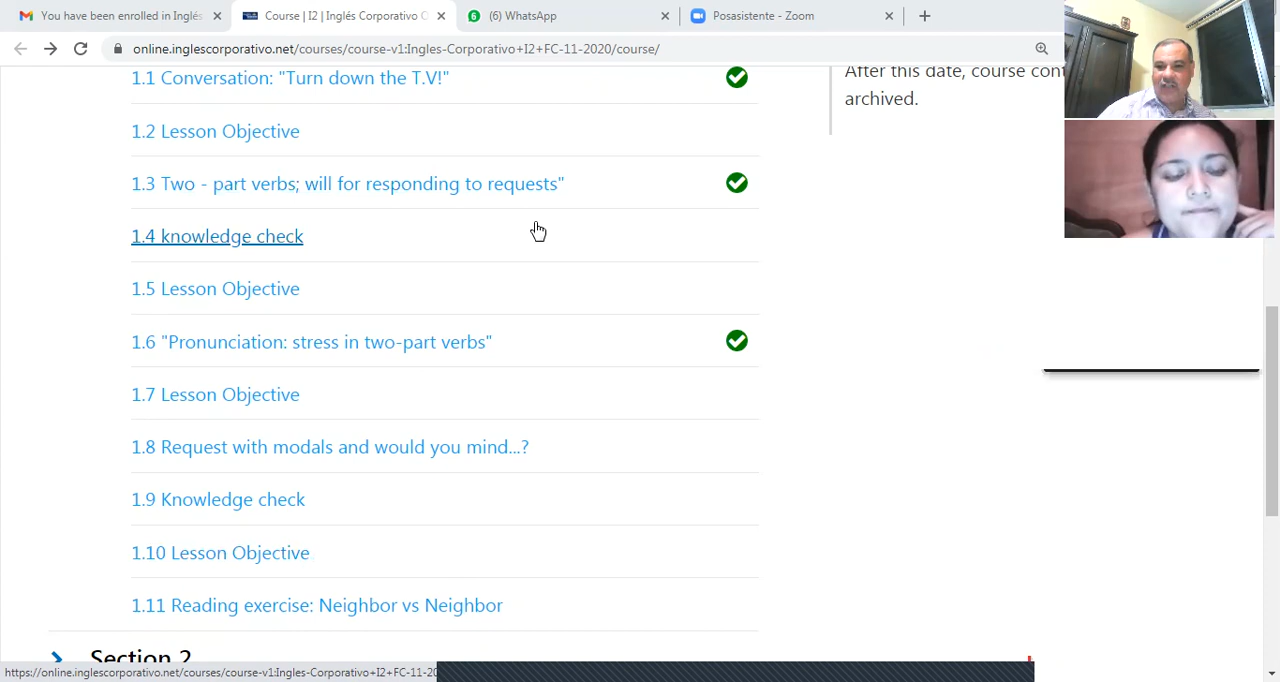 You have been enrolled in Inglés
Course | I2 | Inglés Corporativo O
6
(6) WhatsApp
Posasistente - Zoom
online.inglescorporativo.net/courses/course-v1:Ingles-Corporativo+I2+FC-11-2020/course/
1.1 Conversation: "Turn down the T.V!"
After this date, course cont
archived.
1.2 Lesson Objective
1.3 Two - part verbs; will for responding to requests"
1.4 knowledge check
1.5 Lesson Objective
1.6 "Pronunciation: stress in two-part verbs"
1.7 Lesson Objective
1.8 Request with modals and would you mind...?
1.9 Knowledge check
1.10 Lesson Objective
1.11 Reading exercise: Neighbor vs Neighbor
Section 2
https://online.inglescorporativo.net/courses/course-v1:Ingles-Corporativo+I2+FC-11-20